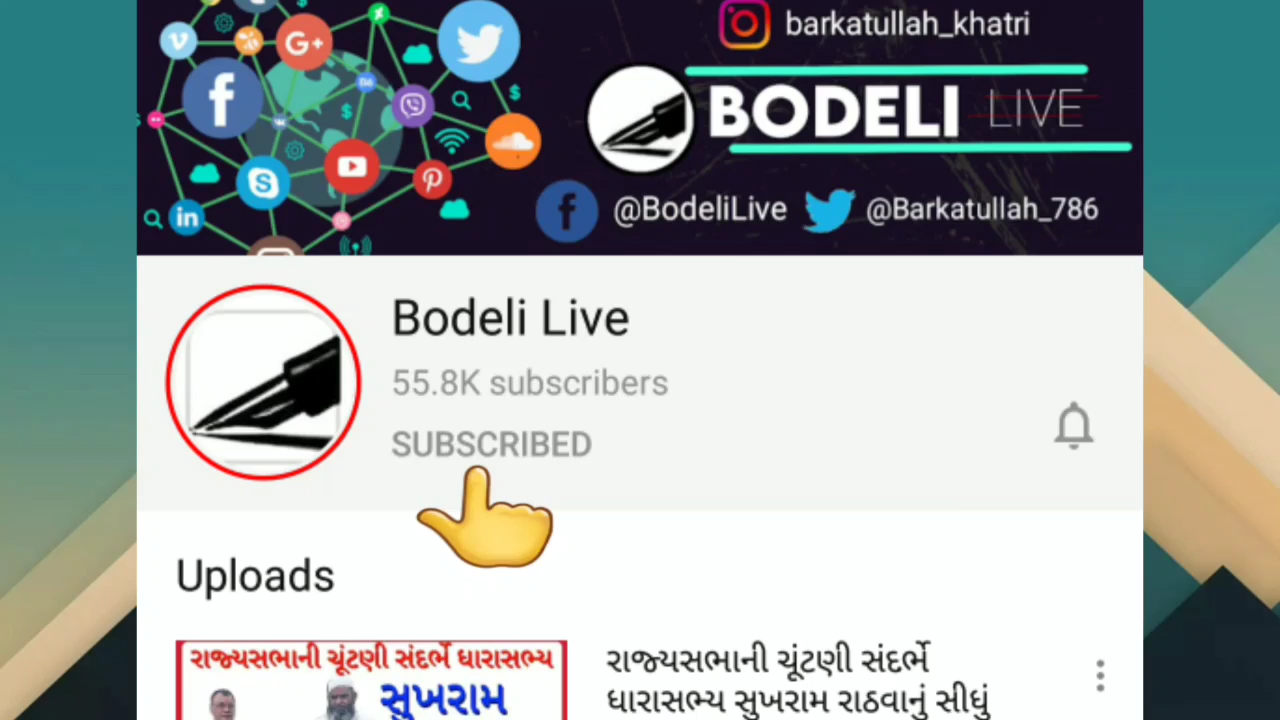 barkatullah_khatri
BODELI LIVE
@BodeliLive @Barkatullah_786
Bodeli Live
55.8K subscribers
SUBSCRIBED
Uploads
રાજ્યસભાની ચૂંટણી સંદર્ભે ધારાસભ્ય
સુખરામ
રાજ્યસભાની ચૂંટણી સંદર્ભે
ધારાસભ્ય સુખરામ રાઠવાનું સીધું